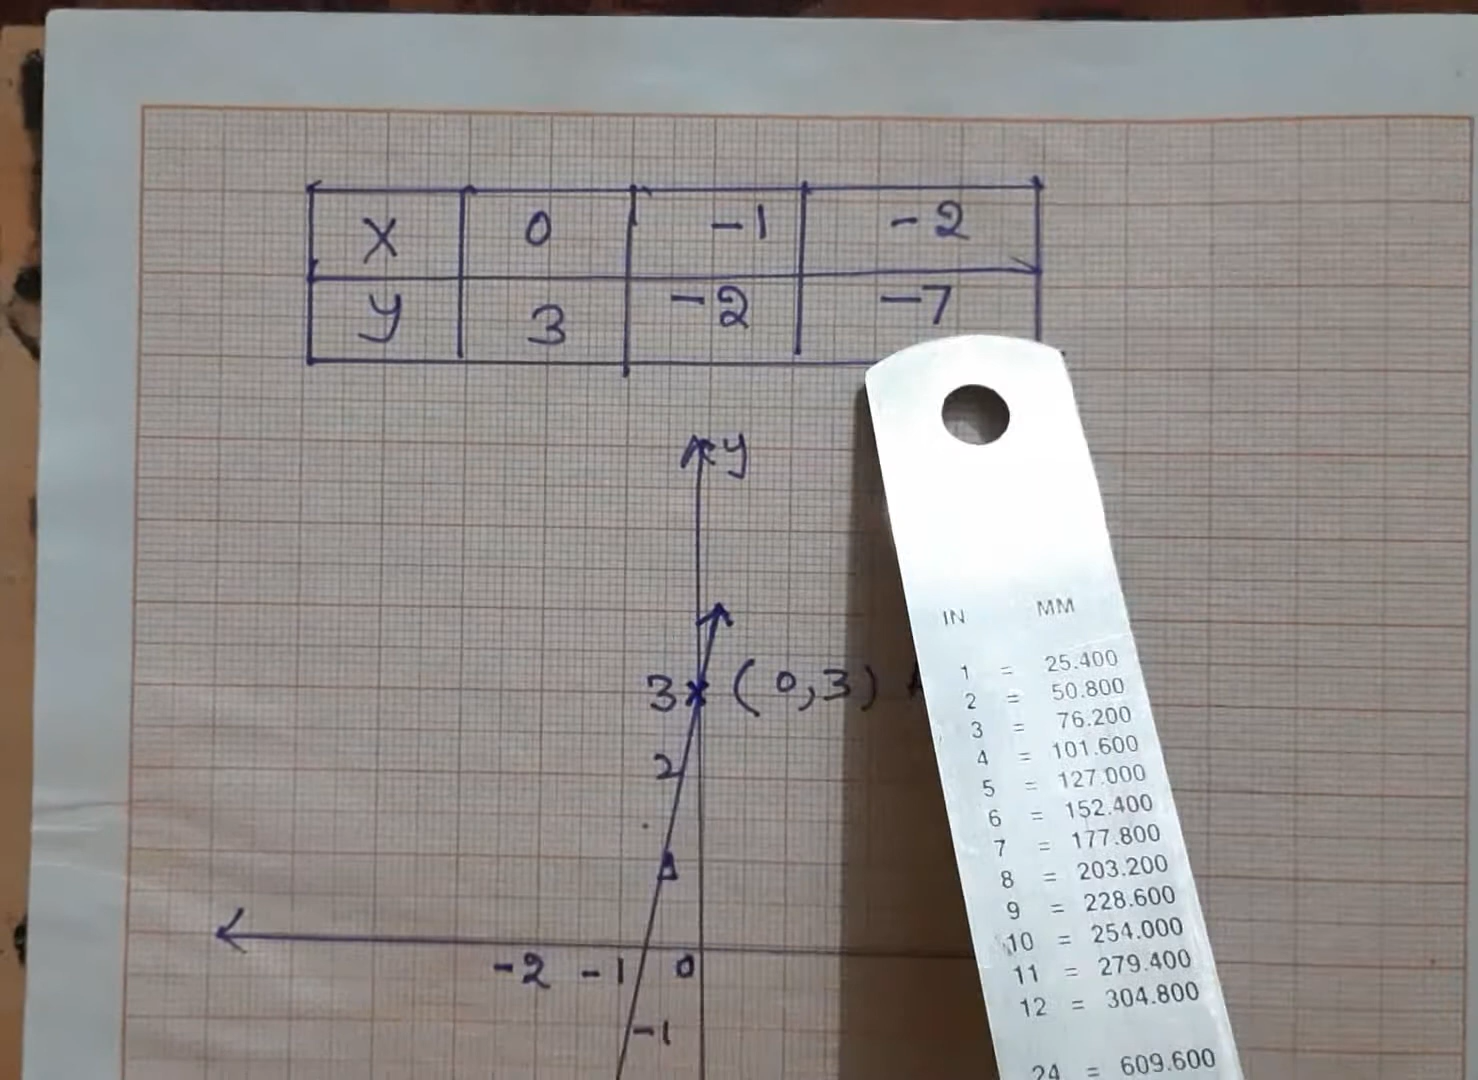 X 0 -1 -2
y 3 -2 -7
y
3 (0,3)
2
-2 -1 0
-1
IN MM
1 = 25.400
2 = 50.800
3 = 76.200
4 = 101.600
5 = 127.000
6 = 152.400
7 = 177.800
8 = 203.200
9 = 228.600
10 = 254.000
11 = 279.400
12 = 304.800
24 = 609.600